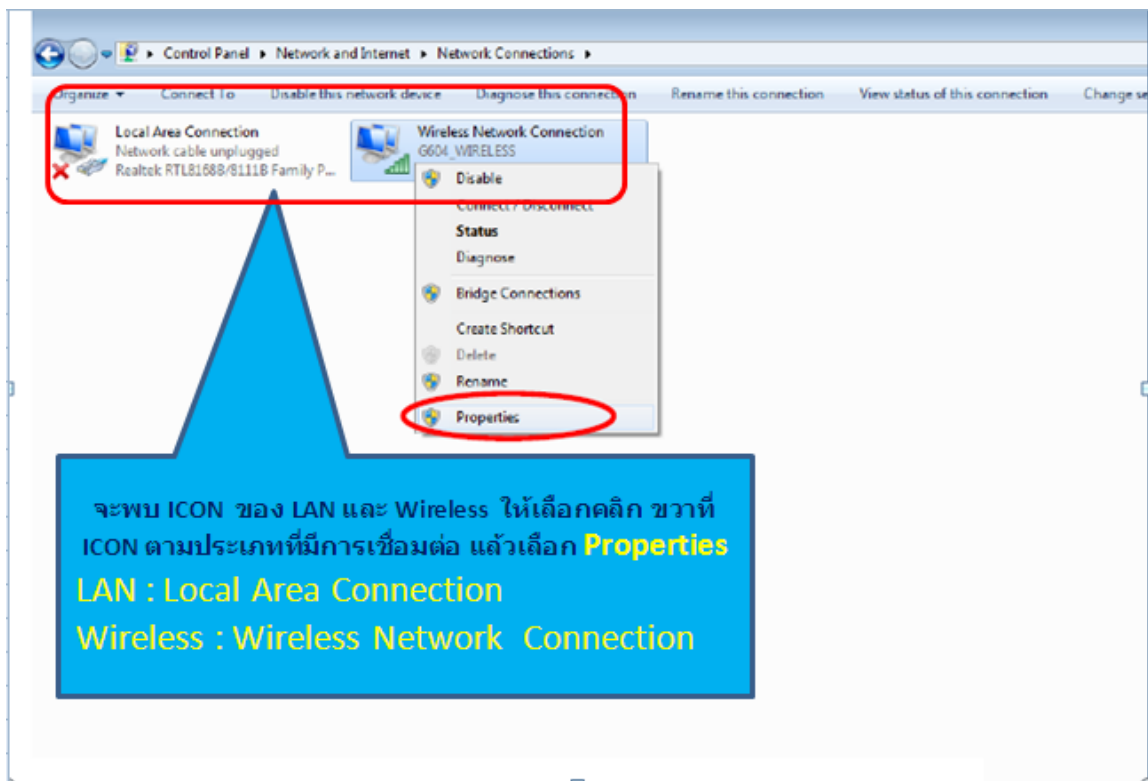 Control Panel ▸ Network and Internet ▸ Network Connections ▸
Organize ▾ Connect To Disable this network device Diagnose this connection Rename this connection View status of this connection Change se
Local Area Connection
Network cable unplugged
Realtek RTL8168B/8111B Family P...
Wireless Network Connection
G604_WIRELESS
Disable
Connect / Disconnect
Status
Diagnose
Bridge Connections
Create Shortcut
Delete
Rename
Properties
จะพบ ICON ของ LAN และ Wireless ให้เลือกคลิก ขวาที่
ICON ตามประเภทที่มีการเชื่อมต่อ แล้วเลือก Properties
LAN : Local Area Connection
Wireless : Wireless Network Connection